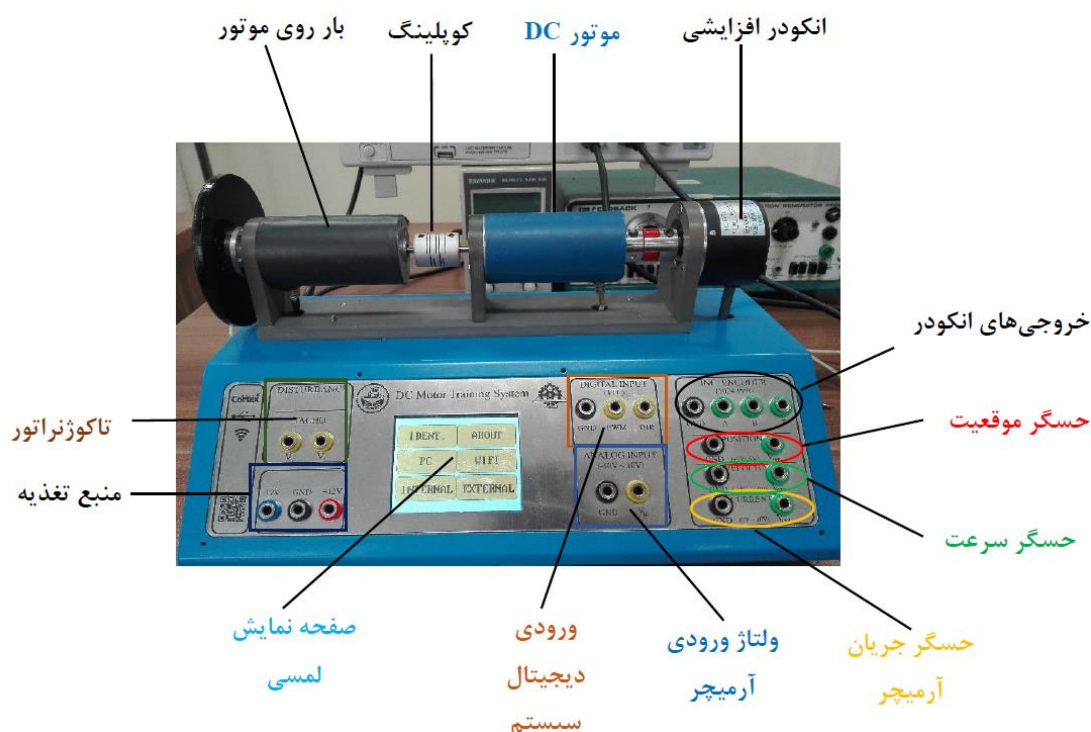 بار روی موتور
کوپلینگ
موتور DC
انکودر افزایشی
خروجی‌های انکودر
تاکوژنراتور
حسگر موقعیت
منبع تغذیه
حسگر سرعت
صفحه نمایش
لمسی
ورودی
دیجیتال
سیستم
ولتاژ ورودی
آرمیچر
حسگر جریان
آرمیچر
FEEDBACK
DISTURBANCE
TACHO
DC Motor Training System
IDENT. ABOUT
PC WIFI
INTERNAL EXTERNAL
-12V GND +12V
DIGITAL INPUT
GND PWM DIR
ANALOG INPUT
GND
INC. ENCODER
GND A B
POSITION
GND